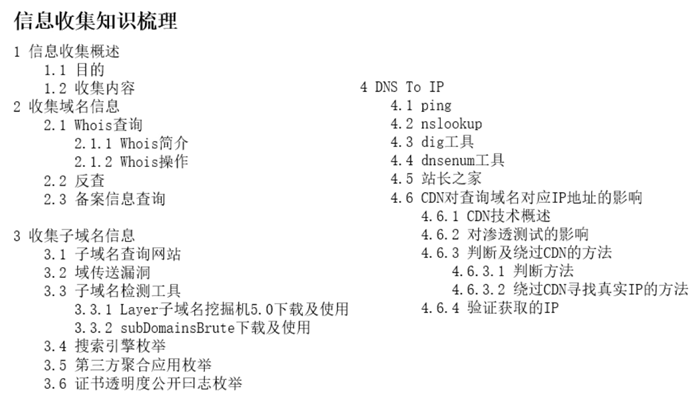 信息收集知识梳理
1 信息收集概述
1.1 目的
1.2 收集内容
2 收集域名信息
2.1 Whois查询
2.1.1 Whois简介
2.1.2 Whois操作
2.2 反查
2.3 备案信息查询
3 收集子域名信息
3.1 子域名查询网站
3.2 域传送漏洞
3.3 子域名检测工具
3.3.1 Layer子域名挖掘机5.0下载及使用
3.3.2 subDomainsBrute下载及使用
3.4 搜索引擎枚举
3.5 第三方聚合应用枚举
3.6 证书透明度公开日志枚举
4 DNS To IP
4.1 ping
4.2 nslookup
4.3 dig工具
4.4 dnsenum工具
4.5 站长之家
4.6 CDN对查询域名对应IP地址的影响
4.6.1 CDN技术概述
4.6.2 对渗透测试的影响
4.6.3 判断及绕过CDN的方法
4.6.3.1 判断方法
4.6.3.2 绕过CDN寻找真实IP的方法
4.6.4 验证获取的IP